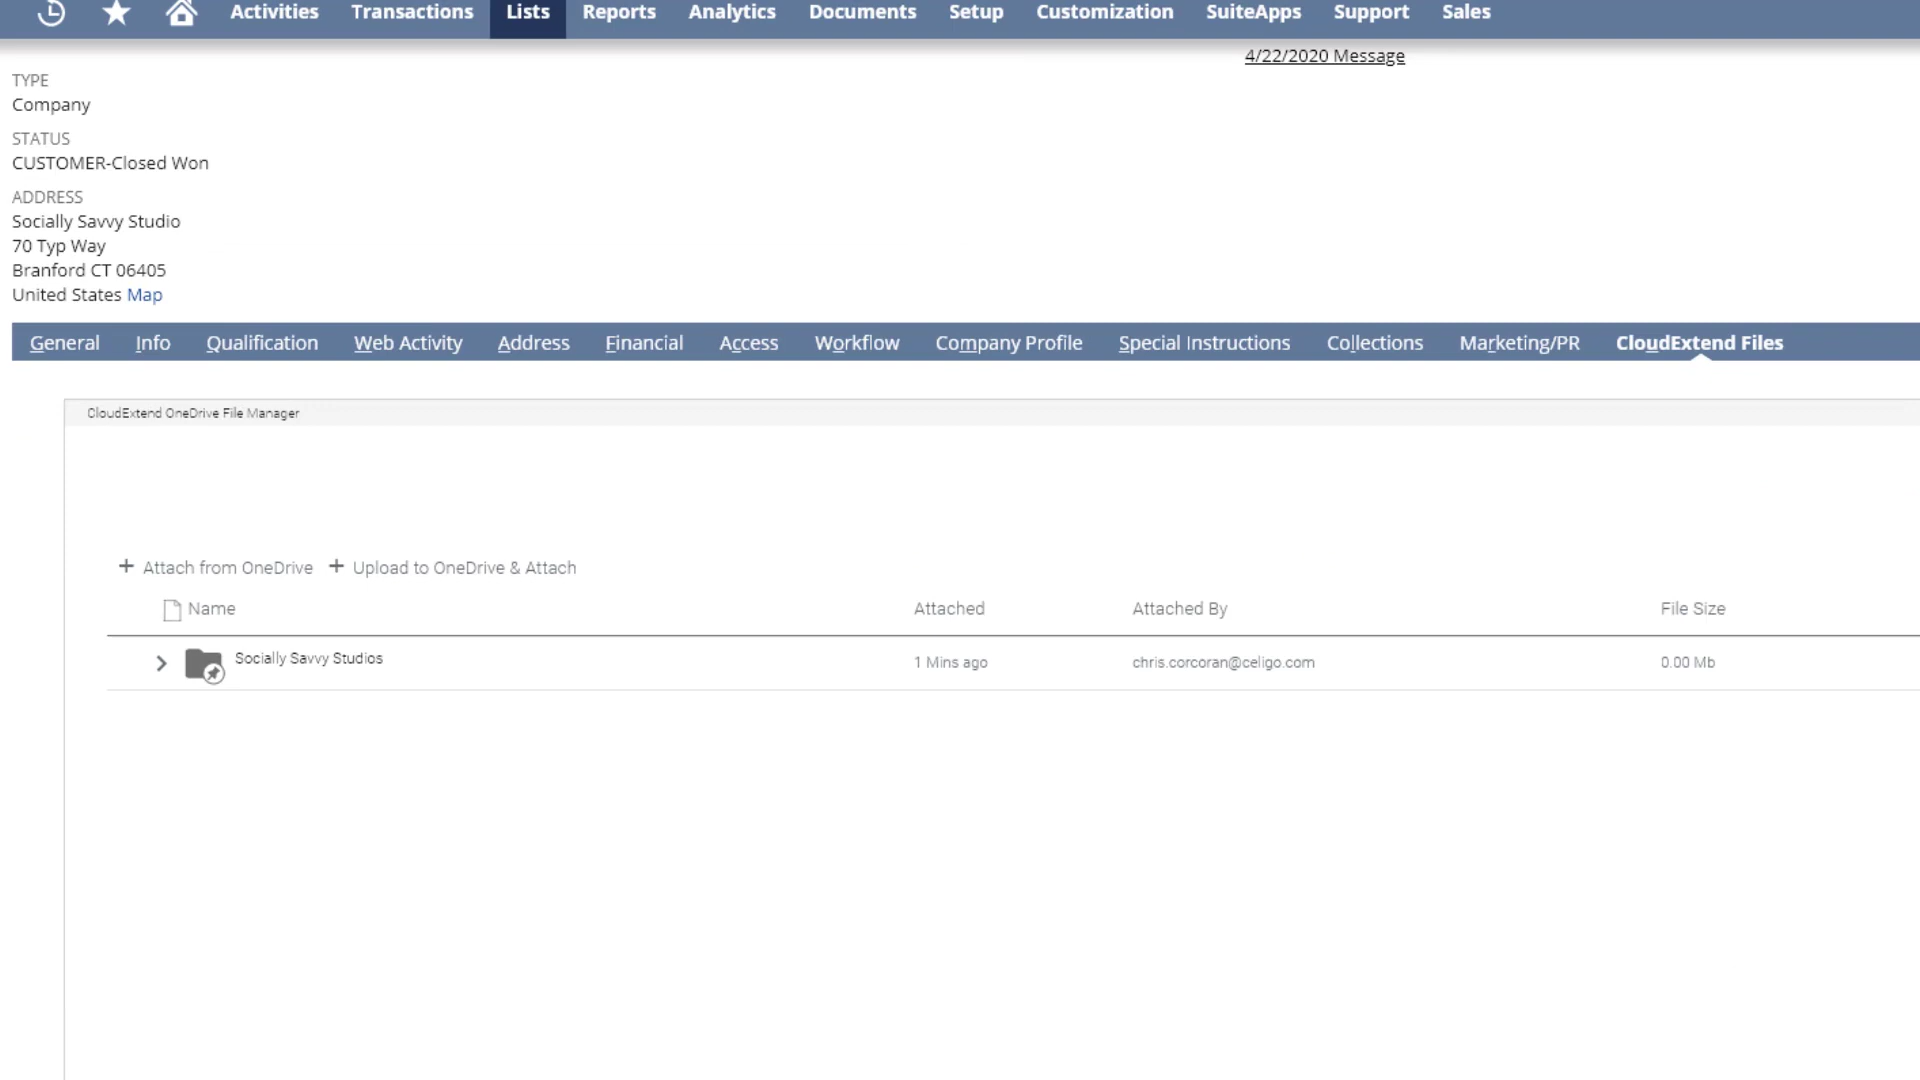 Activities Transactions Lists Reports Analytics Documents Setup Customization SuiteApps Support Sales
4/22/2020 Message
TYPE
Company
STATUS
CUSTOMER-Closed Won
ADDRESS
Socially Savvy Studio
70 Typ Way
Branford CT 06405
United States Map
General Info Qualification Web Activity Address Financial Access Workflow Company Profile Special Instructions Collections Marketing/PR CloudExtend Files
CloudExtend OneDrive File Manager
+ Attach from OneDrive + Upload to OneDrive & Attach
Name Attached Attached By File Size
Socially Savvy Studios 1 Mins ago chris.corcoran@celigo.com 0.00 Mb